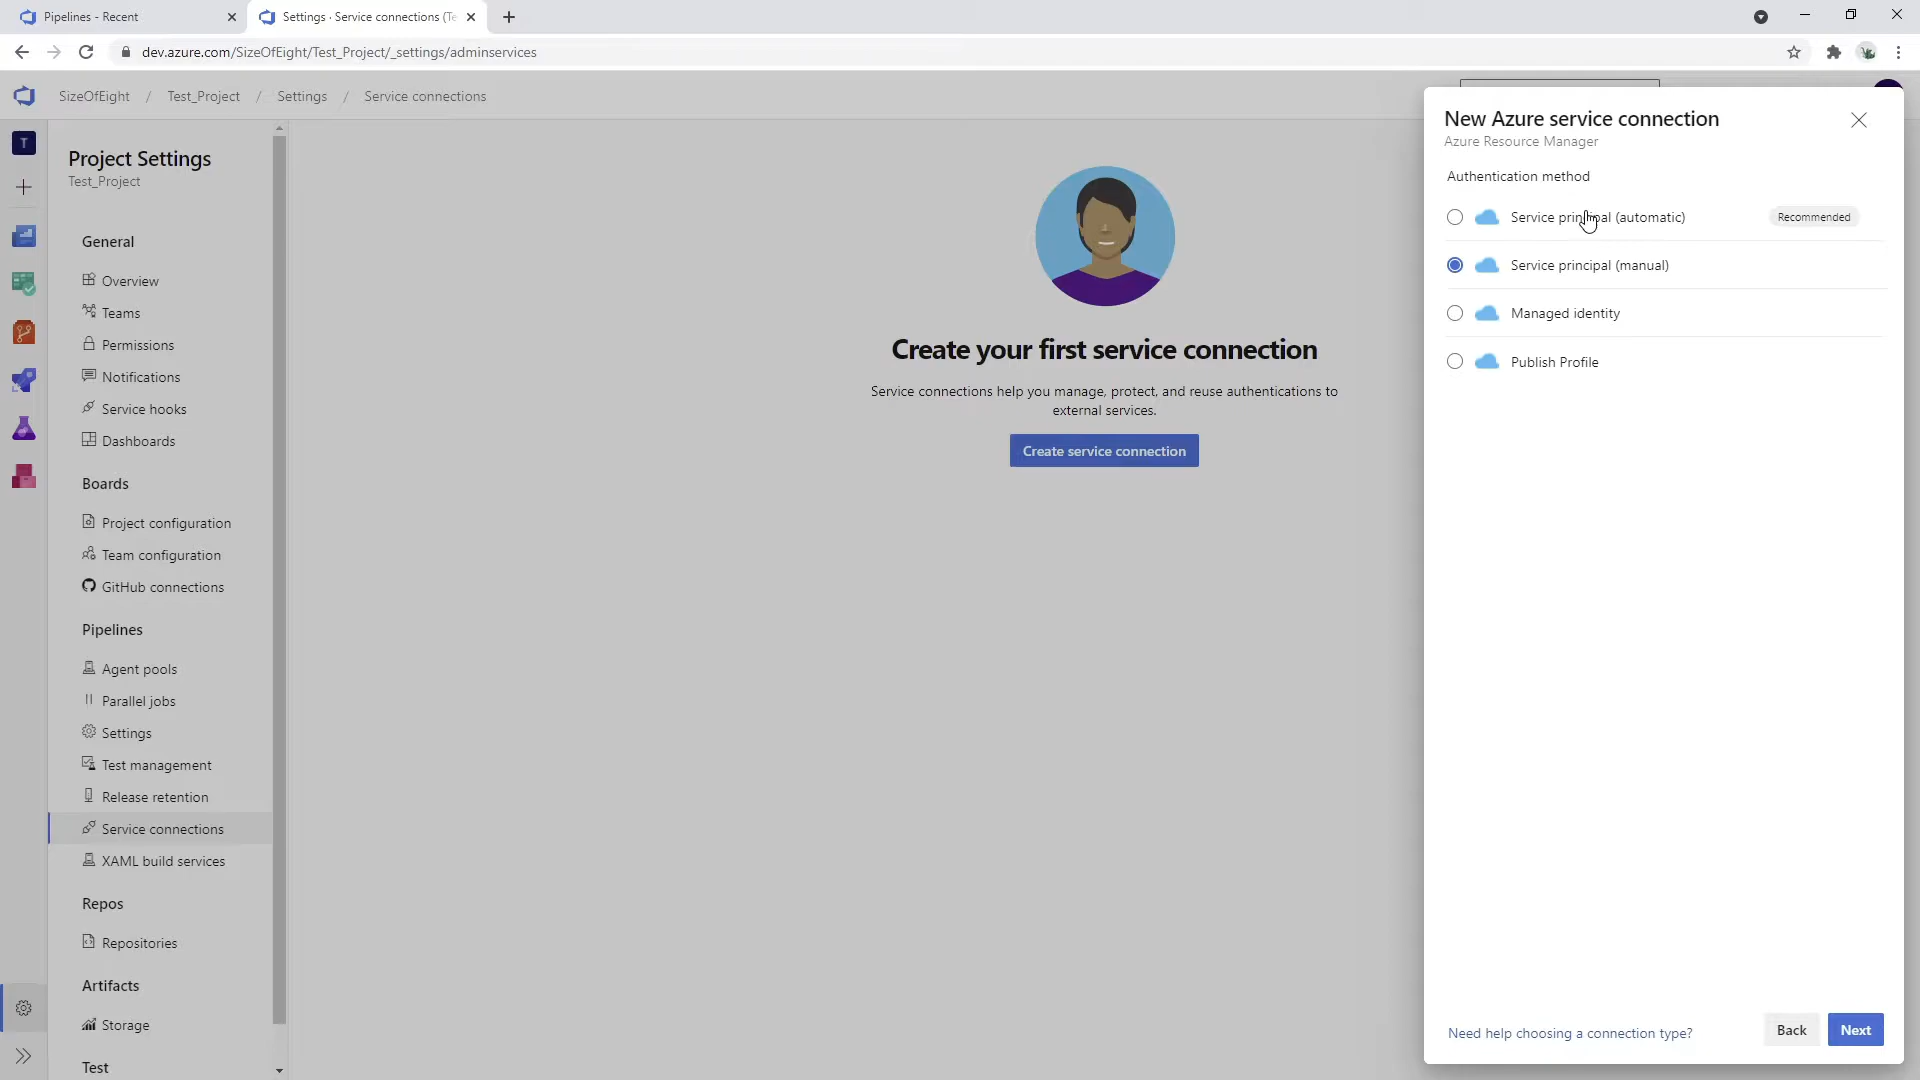 Pipelines - Recent
Settings · Service connections (Te
dev.azure.com/SizeOfEight/Test_Project/_settings/adminservices
SizeOfEight / Test_Project / Settings / Service connections
T
Project Settings
Test_Project
General
Overview
Teams
Permissions
Notifications
Service hooks
Dashboards
Boards
Project configuration
Team configuration
GitHub connections
Pipelines
Agent pools
Parallel jobs
Settings
Test management
Release retention
Service connections
XAML build services
Repos
Repositories
Artifacts
Storage
Test
Create your first service connection
Service connections help you manage, protect, and reuse authentications to
external services.
Create service connection
New Azure service connection
Azure Resource Manager
Authentication method
Service principal (automatic)
Recommended
Service principal (manual)
Managed identity
Publish Profile
Need help choosing a connection type?
Back
Next